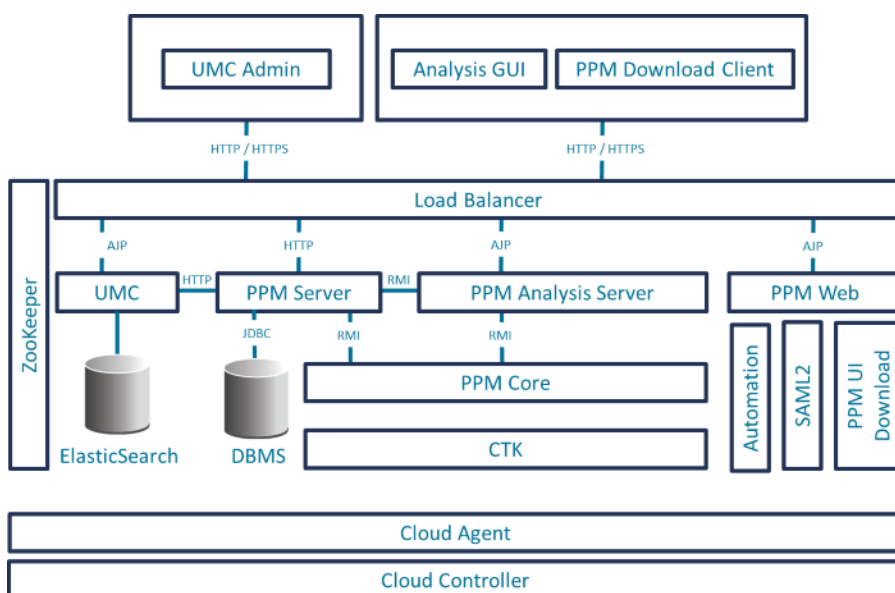 UMC Admin
Analysis GUI
PPM Download Client
HTTP / HTTPS
HTTP / HTTPS
ZooKeeper
Load Balancer
AJP
HTTP
AJP
AJP
UMC
HTTP
PPM Server
RMI
PPM Analysis Server
PPM Web
JDBC
RMI
RMI
PPM Core
Automation
SAML2
PPM UI
Download
ElasticSearch
DBMS
CTK
Cloud Agent
Cloud Controller